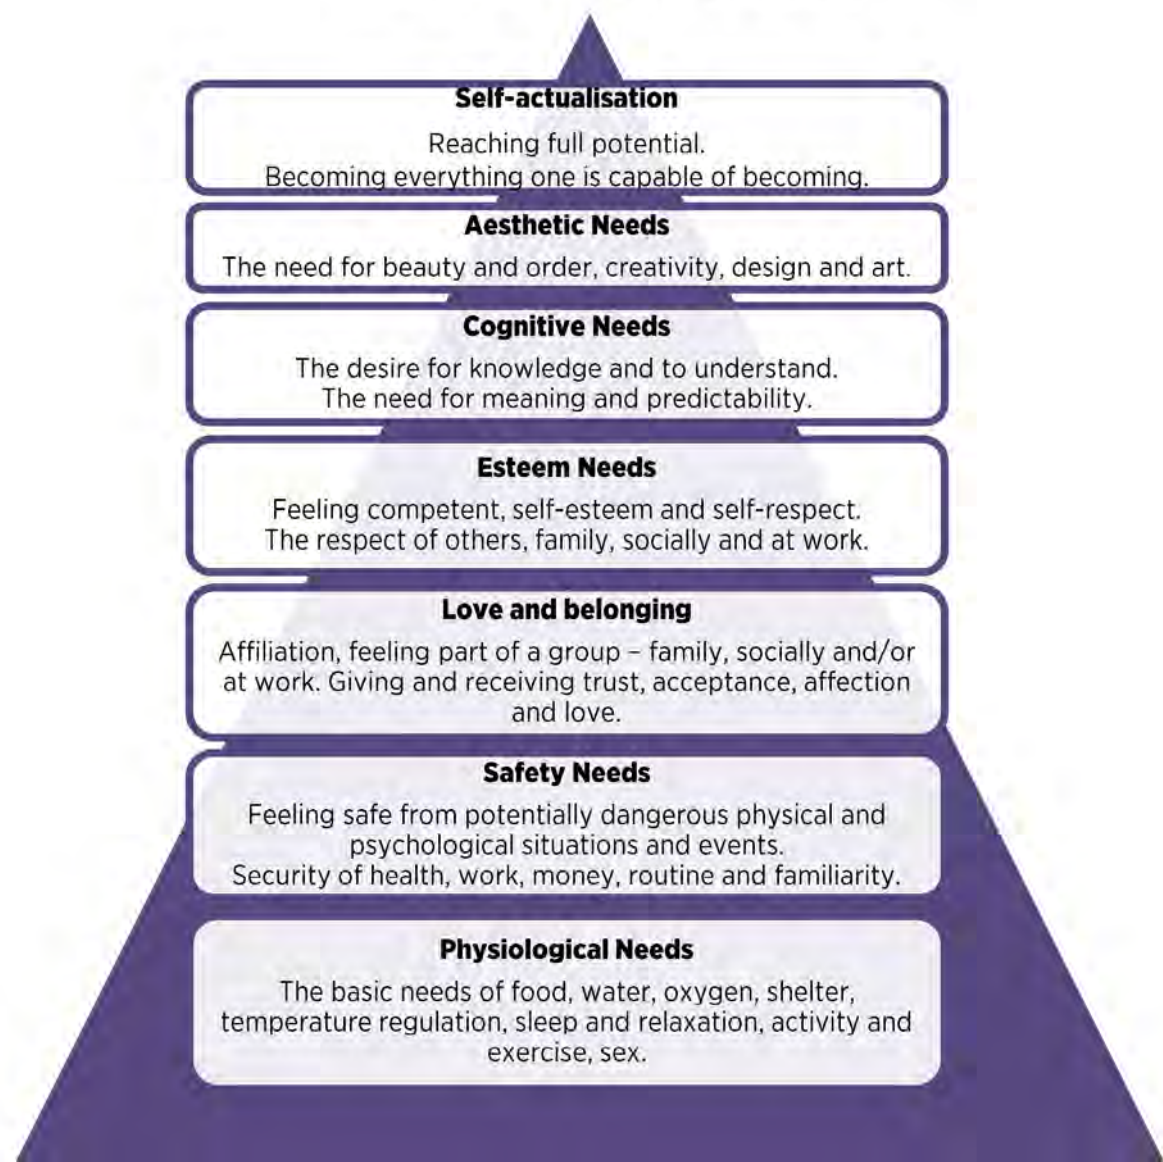 Self-actualisation
Reaching full potential.
Becoming everything one is capable of becoming.
Aesthetic Needs
The need for beauty and order, creativity, design and art.
Cognitive Needs
The desire for knowledge and to understand.
The need for meaning and predictability.
Esteem Needs
Feeling competent, self-esteem and self-respect.
The respect of others, family, socially and at work.
Love and belonging
Affiliation, feeling part of a group – family, socially and/or
at work. Giving and receiving trust, acceptance, affection
and love.
Safety Needs
Feeling safe from potentially dangerous physical and
psychological situations and events.
Security of health, work, money, routine and familiarity.
Physiological Needs
The basic needs of food, water, oxygen, shelter,
temperature regulation, sleep and relaxation, activity and
exercise, sex.